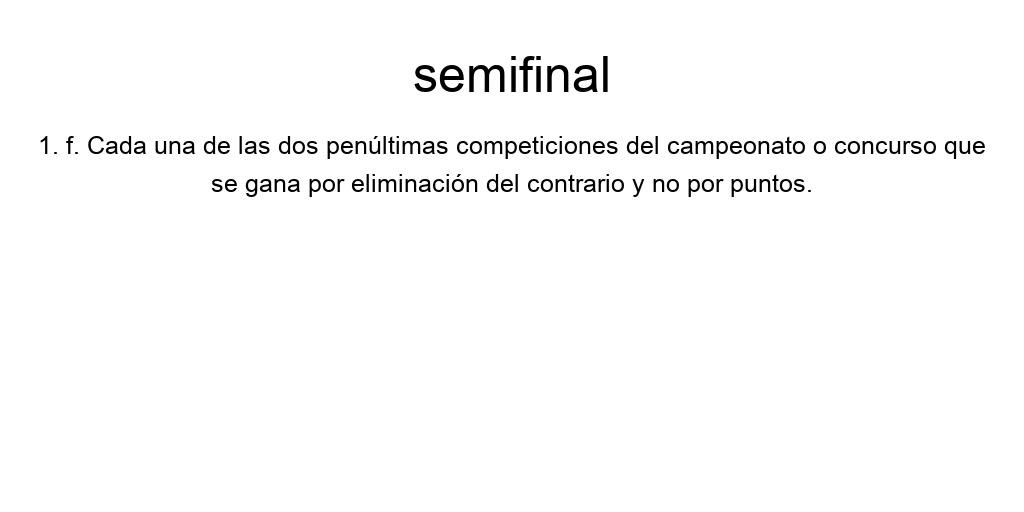 semifinal
1. f. Cada una de las dos penúltimas competiciones del campeonato o concurso que
se gana por eliminación del contrario y no por puntos.